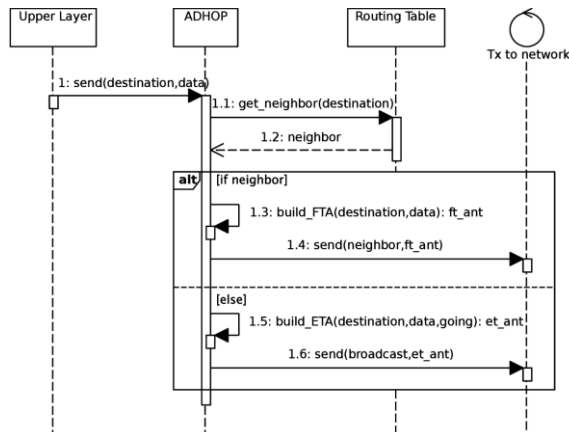 Upper Layer
ADHOP
Routing Table
Tx to network
1: send(destination,data)
1.1: get_neighbor(destination)
1.2: neighbor
alt
[if neighbor]
1.3: build_FTA(destination,data): ft_ant
1.4: send(neighbor,ft_ant)
[else]
1.5: build_ETA(destination,data,going): et_ant
1.6: send(broadcast,et_ant)